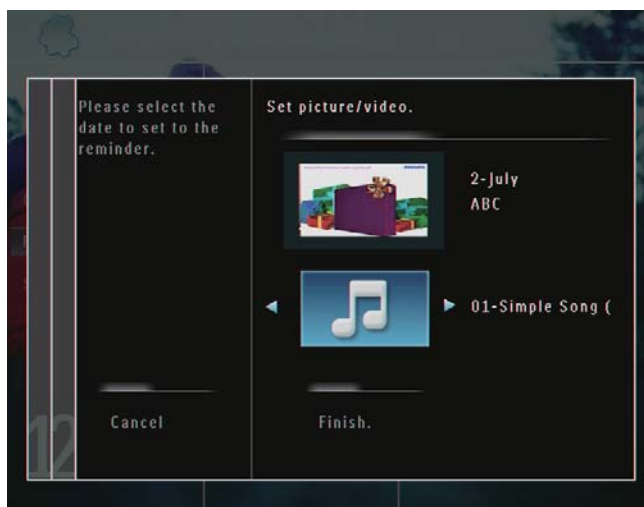 Please select the
date to set to the
reminder.
Cancel
12
Set picture/video.
2-July
ABC
01-Simple Song (
Finish.